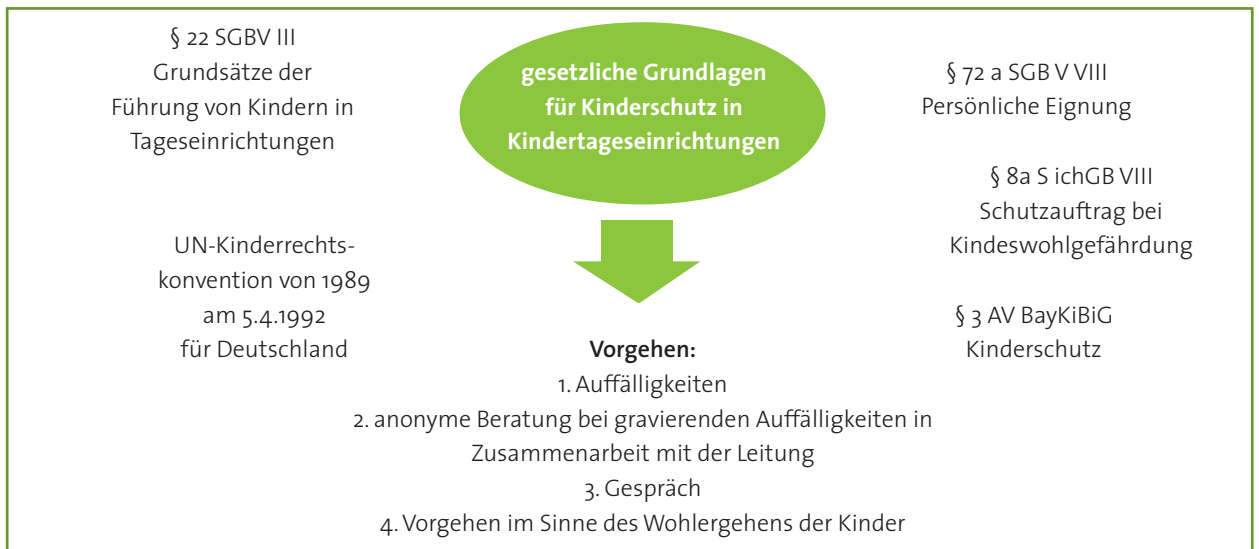 gesetzliche Grundlagen
für Kinderschutz in
Kindertageseinrichtungen
§ 22 SGBV III
Grundsätze der
Führung von Kindern in
Tageseinrichtungen
UN-Kinderrechts-
konvention von 1989
am 5.4.1992
für Deutschland
§ 72 a SGB V VIII
Persönliche Eignung
§ 8a S ichGB VIII
Schutzauftrag bei
Kindeswohlgefährdung
§ 3 AV BayKiBiG
Kinderschutz
Vorgehen:
1. Auffälligkeiten
2. anonyme Beratung bei gravierenden Auffälligkeiten in
Zusammenarbeit mit der Leitung
3. Gespräch
4. Vorgehen im Sinne des Wohlergehens der Kinder